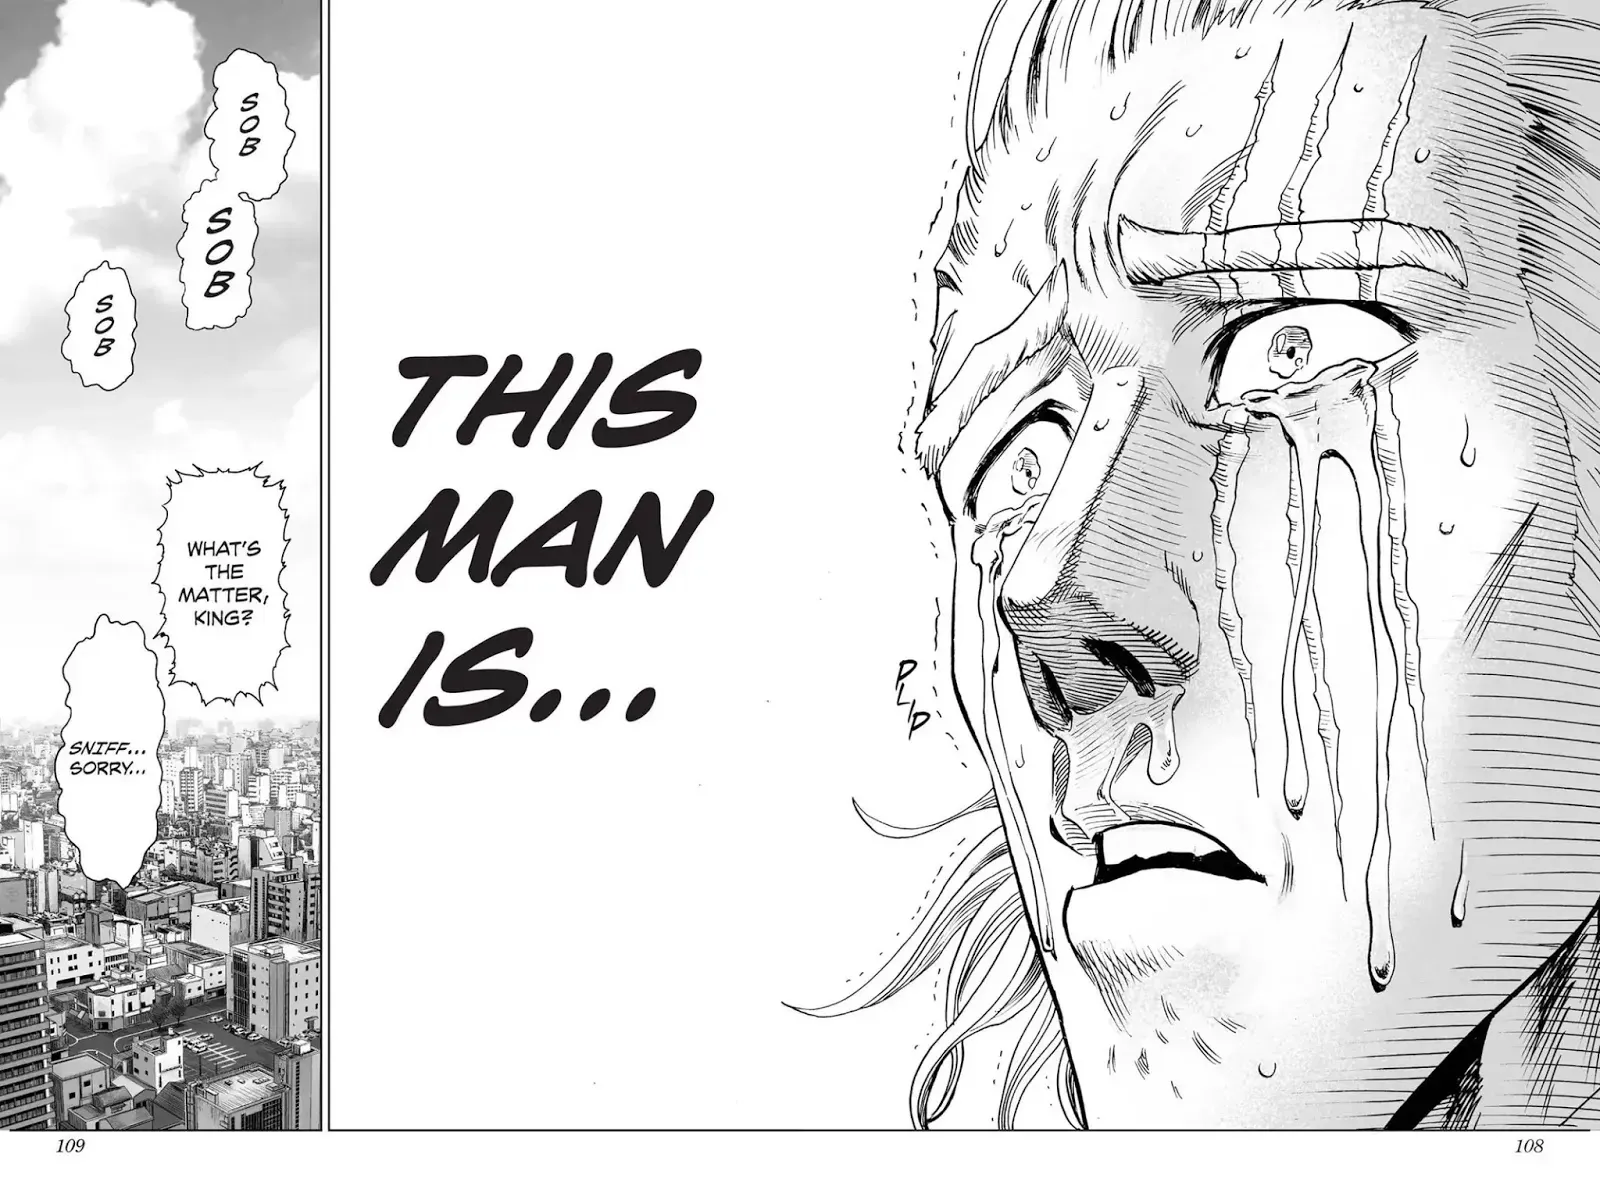 THIS
MAN
IS...
PLIP
SOB
SOB
SOB
WHAT'S
THE
MATTER,
KING?
SNIFF...
SORRY...
109
108